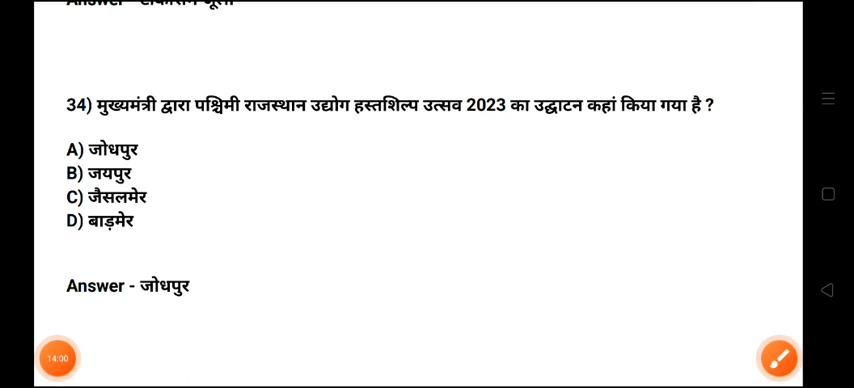 34) मुख्यमंत्री द्वारा पश्चिमी राजस्थान उद्योग हस्तशिल्प उत्सव 2023 का उद्घाटन कहां किया गया है ?
A) जोधपुर
B) जयपुर
C) जैसलमेर
D) बाड़मेर
Answer - जोधपुर
14:00